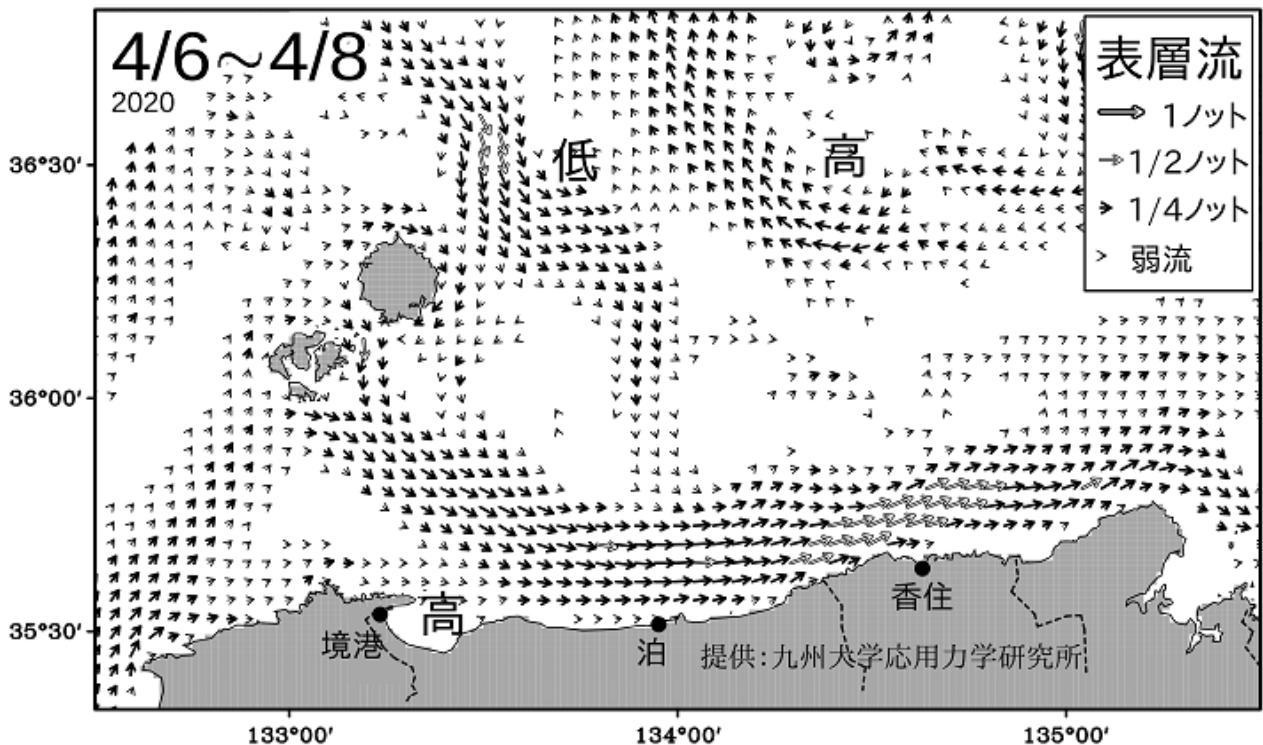 4/6~4/8
2020
表層流
1ノット
1/2ノット
1/4ノット
弱流
低
高
36°30′
36°00′
35°30′
高
境港
泊
香住
提供:九州大学応用力学研究所
133°00′
134°00′
135°00′